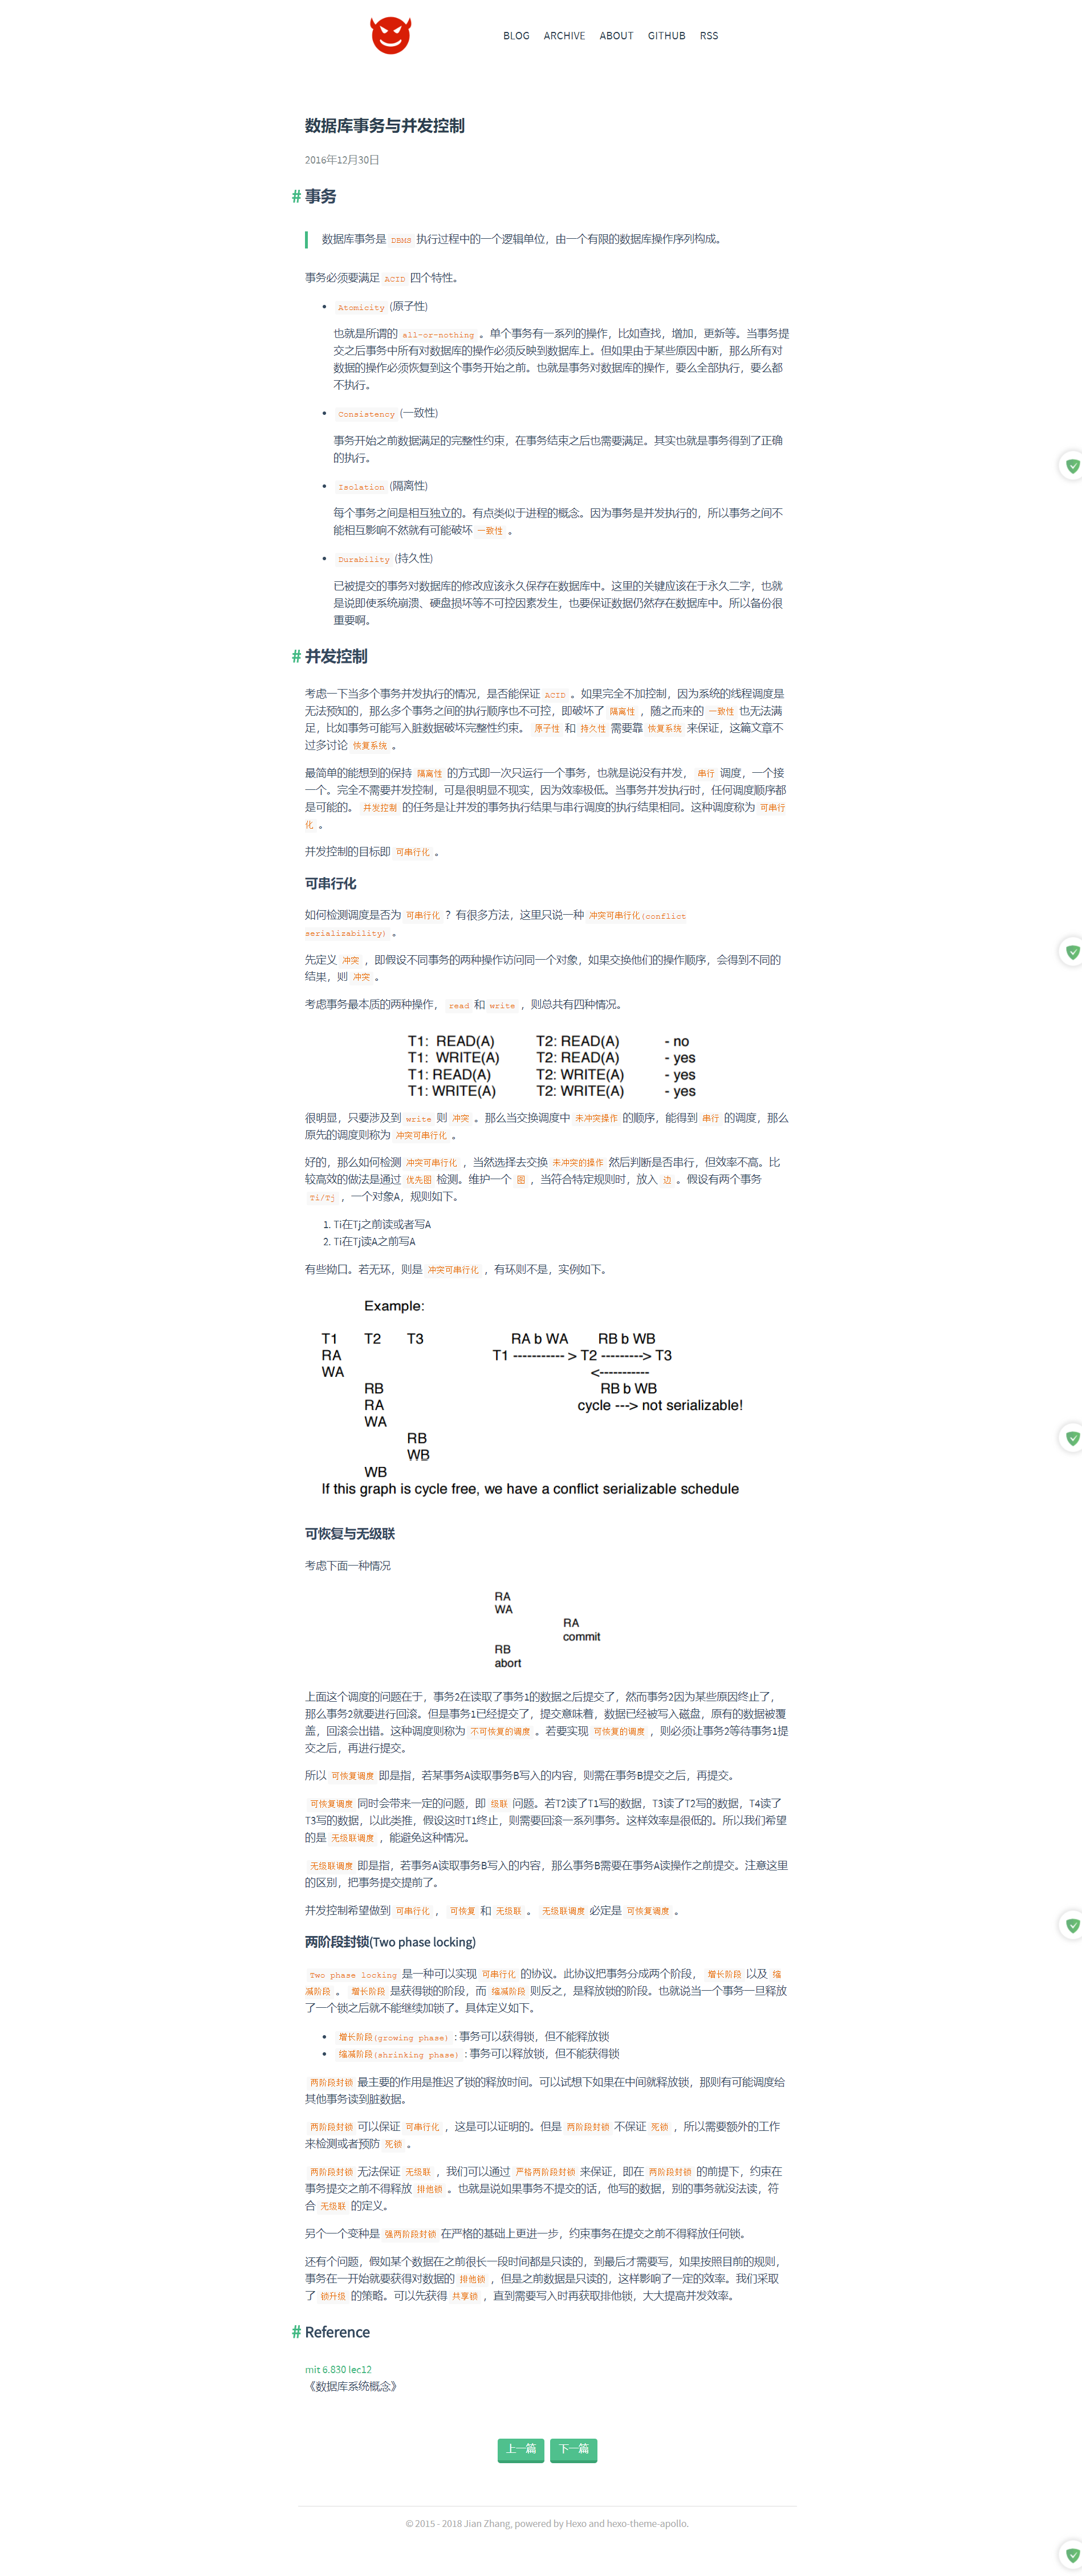 BLOG ARCHIVE ABOUT GITHUB RSS
数据库事务与并发控制
2016年12月30日
# 事务
数据库事务是 DBMS 执行过程中的一个逻辑单位，由一个有限的数据库操作序列构成。
事务必须要满足 ACID 四个特性。
• Atomicity (原子性)
也就是所谓的 all-or-nothing 。单个事务有一系列的操作，比如查找，增加，更新等。当事务提
交之后事务中所有对数据库的操作必须反映到数据库上。但如果由于某些原因中断，那么所有对
数据的操作必须恢复到这个事务开始之前。也就是事务对数据库的操作，要么全部执行，要么都
不执行。
• Consistency (一致性)
事务开始之前数据满足的完整性约束，在事务结束之后也需要满足。其实也就是事务得到了正确
的执行。
• Isolation (隔离性)
每个事务之间是相互独立的。有点类似于进程的概念。因为事务是并发执行的，所以事务之间不
能相互影响不然就有可能破坏 一致性 。
• Durability (持久性)
已被提交的事务对数据库的修改应该永久保存在数据库中。这里的关键应该在于永久二字，也就
是说即使系统崩溃、硬盘损坏等不可控因素发生，也要保证数据仍然存在数据库中。所以备份很
重要啊。
# 并发控制
考虑一下当多个事务并发执行的情况，是否能保证 ACID 。如果完全不加控制，因为系统的线程调度是
无法预知的，那么多个事务之间的执行顺序也不可控，即破坏了 隔离性 ，随之而来的 一致性 也无法满
足，比如事务可能写入脏数据破坏完整性约束。 原子性 和 持久性 需要靠 恢复系统 来保证，这篇文章不
过多讨论 恢复系统 。
最简单的能想到的保持 隔离性 的方式即一次只运行一个事务，也就是说没有并发， 串行 调度，一个接
一个。完全不需要并发控制，可是很明显不现实，因为效率极低。当事务并发执行时，任何调度顺序都
是可能的。 并发控制 的任务是让并发的事务执行结果与串行调度的执行结果相同。这种调度称为 可串行
化 。
并发控制的目标即 可串行化 。
可串行化
如何检测调度是否为 可串行化 ？有很多方法，这里只说一种 冲突可串行化(conflict
serializability) 。
先定义 冲突 ，即假设不同事务的两种操作访问同一个对象，如果交换他们的操作顺序，会得到不同的
结果，则 冲突 。
考虑事务最本质的两种操作， read 和 write ，则总共有四种情况。
T1: READ(A) T2: READ(A) - no
T1: WRITE(A) T2: READ(A) - yes
T1: READ(A) T2: WRITE(A) - yes
T1: WRITE(A) T2: WRITE(A) - yes
很明显，只要涉及到 write 则 冲突 。那么当交换调度中 未冲突操作 的顺序，能得到 串行 的调度，那么
原先的调度则称为 冲突可串行化 。
好的，那么如何检测 冲突可串行化 ，当然选择去交换 未冲突的操作 然后判断是否串行，但效率不高。比
较高效的做法是通过 优先图 检测。维护一个 图 ，当符合特定规则时，放入 边 。假设有两个事务
Ti/Tj ，一个对象A，规则如下。
1. Ti在Tj之前读或者写A
2. Ti在Tj读A之前写A
有些拗口。若无环，则是 冲突可串行化 ，有环则不是，实例如下。
Example:
T1 T2 T3 RA b WA RB b WB
RA T1 ----------- > T2 ---------> T3
WA <-----------
RB RB b WB
RA cycle ---> not serializable!
WA
RB
WB
WB
If this graph is cycle free, we have a conflict serializable schedule
可恢复与无级联
考虑下面一种情况
RA
WA
RA
commit
RB
abort
上面这个调度的问题在于，事务2在读取了事务1的数据之后提交了，然而事务2因为某些原因终止了，
那么事务2就要进行回滚。但是事务1已经提交了，提交意味着，数据已经被写入磁盘，原有的数据被覆
盖，回滚会出错。这种调度则称为 不可恢复的调度 。若要实现 可恢复的调度 ，则必须让事务2等待事务1提
交之后，再进行提交。
所以 可恢复调度 即是指，若某事务A读取事务B写入的内容，则需在事务B提交之后，再提交。
可恢复调度 同时会带来一定的问题，即 级联 问题。若T2读了T1写的数据，T3读了T2写的数据，T4读了
T3写的数据，以此类推，假设这时T1终止，则需要回滚一系列事务。这样效率是很低的。所以我们希望
的是 无级联调度 ，能避免这种情况。
无级联调度 即是指，若事务A读取事务B写入的内容，那么事务B需要在事务A读操作之前提交。注意这里
的区别，把事务提交提前了。
并发控制希望做到 可串行化 ， 可恢复 和 无级联 。 无级联调度 必定是 可恢复调度 。
两阶段封锁(Two phase locking)
Two phase locking 是一种可以实现 可串行化 的协议。此协议把事务分成两个阶段， 增长阶段 以及 缩
减阶段 。 增长阶段 是获得锁的阶段，而 缩减阶段 则反之，是释放锁的阶段。也就说当一个事务一旦释放
了一个锁之后就不能继续加锁了。具体定义如下。
• 增长阶段(growing phase) : 事务可以获得锁，但不能释放锁
• 缩减阶段(shrinking phase) : 事务可以释放锁，但不能获得锁
两阶段封锁 最主要的作用是推迟了锁的释放时间。可以试想下如果在中间就释放锁，那则有可能调度给
其他事务读到脏数据。
两阶段封锁 可以保证 可串行化 ，这是可以证明的。但是 两阶段封锁 不保证 死锁 ，所以需要额外的工作
来检测或者预防 死锁 。
两阶段封锁 无法保证 无级联 ，我们可以通过 严格两阶段封锁 来保证，即在 两阶段封锁 的前提下，约束在
事务提交之前不得释放 排他锁 。也就是说如果事务不提交的话，他写的数据，别的事务就没法读，符
合 无级联 的定义。
另个一个变种是 强两阶段封锁 在严格的基础上更进一步，约束事务在提交之前不得释放任何锁。
还有个问题，假如某个数据在之前很长一段时间都是只读的，到最后才需要写，如果按照目前的规则，
事务在一开始就要获得对数据的 排他锁 ，但是之前数据是只读的，这样影响了一定的效率。我们采取
了 锁升级 的策略。可以先获得 共享锁 ，直到需要写入时再获取排他锁，大大提高并发效率。
# Reference
mit 6.830 lec12
《数据库系统概念》
上一篇 下一篇
© 2015 - 2018 Jian Zhang, powered by Hexo and hexo-theme-apollo.